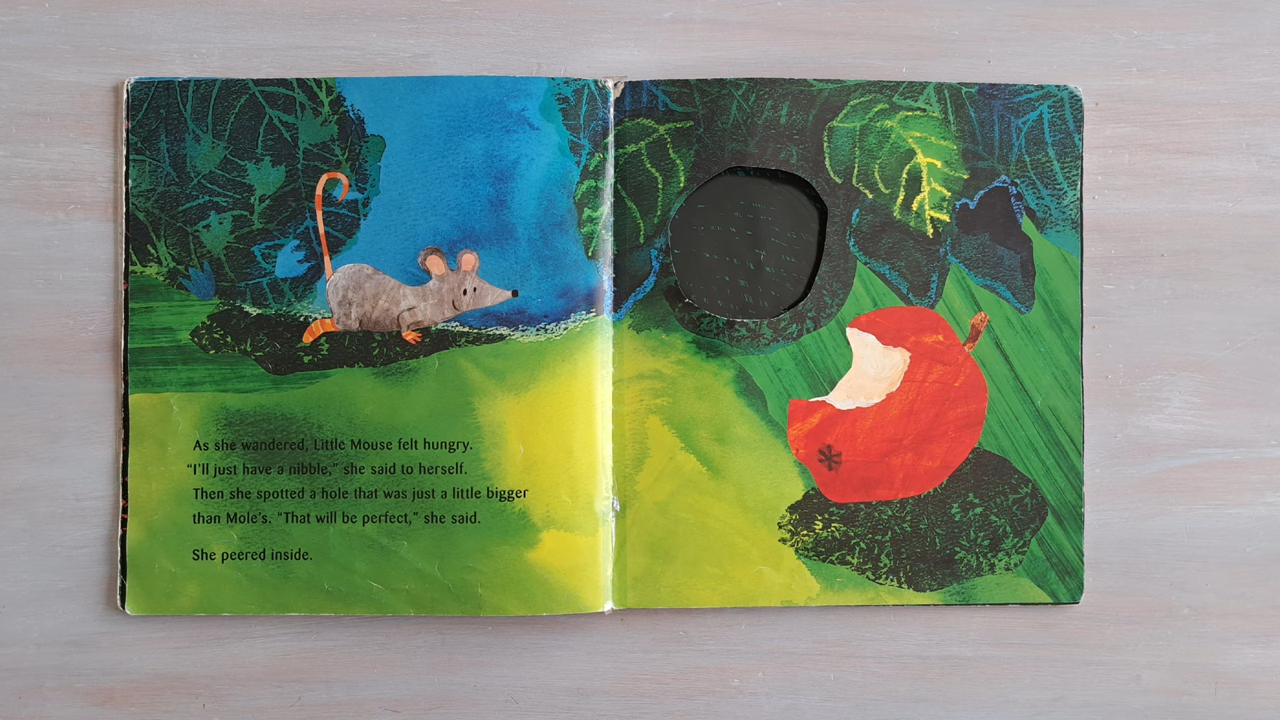 As she wandered, Little Mouse felt hungry.
“I’ll just have a nibble,” she said to herself.
Then she spotted a hole that was just a little bigger
than Mole’s. “That will be perfect,” she said.
She peered inside.